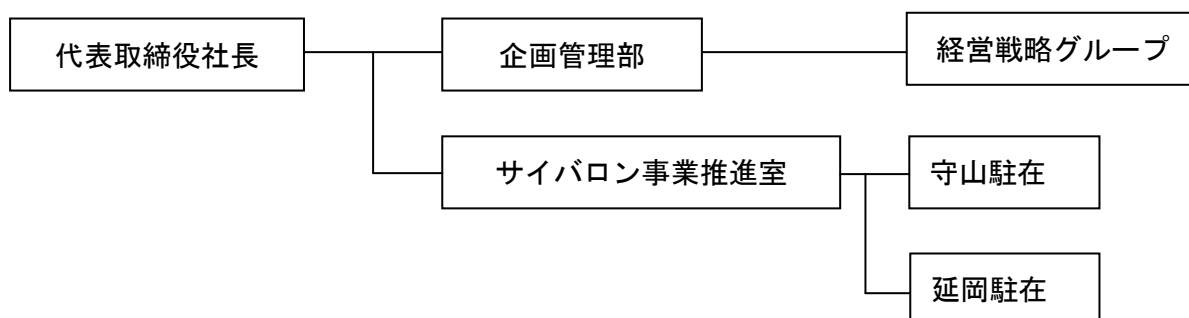 代表取締役社長
企画管理部
経営戦略グループ
サイバロン事業推進室
守山駐在
延岡駐在